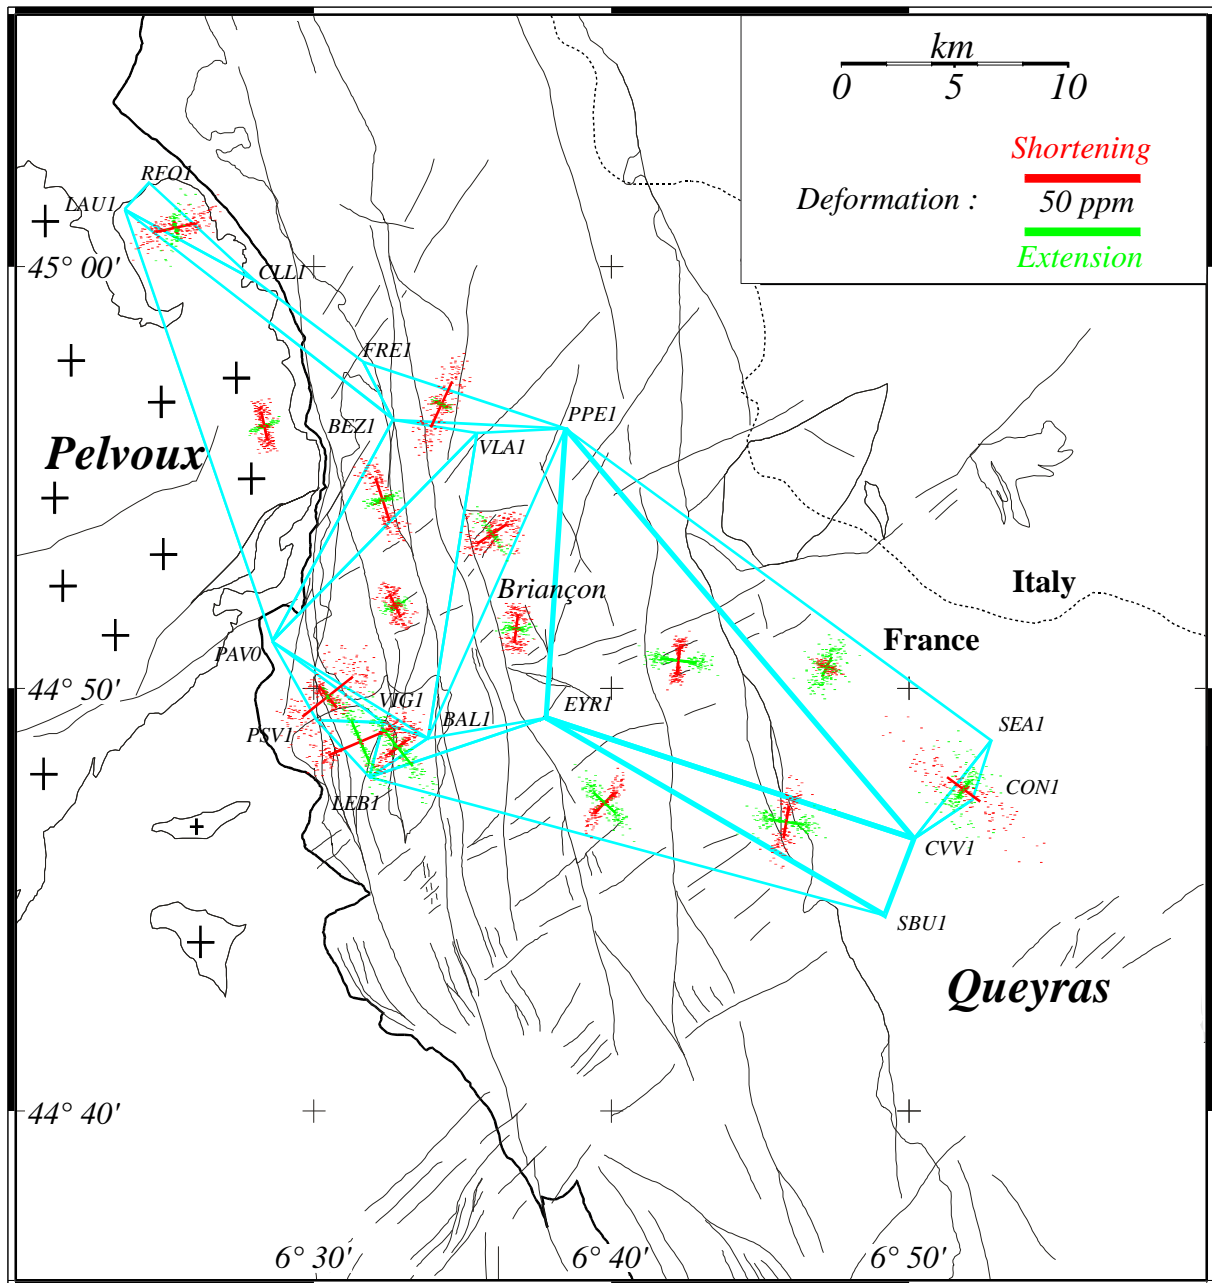 km
0 5 10
Shortening
Deformation : 50 ppm
Extension
RFO1
LAU1
CLL1
45° 00'
FRE1
BEZ1
PPE1
VLA1
Pelvoux
Briançon
Italy
France
PAV0
44° 50'
VIG1
EYR1
PSV1
BAL1
SEA1
LEB1
CON1
CVV1
SBU1
Queyras
44° 40'
6° 30' 6° 40' 6° 50'